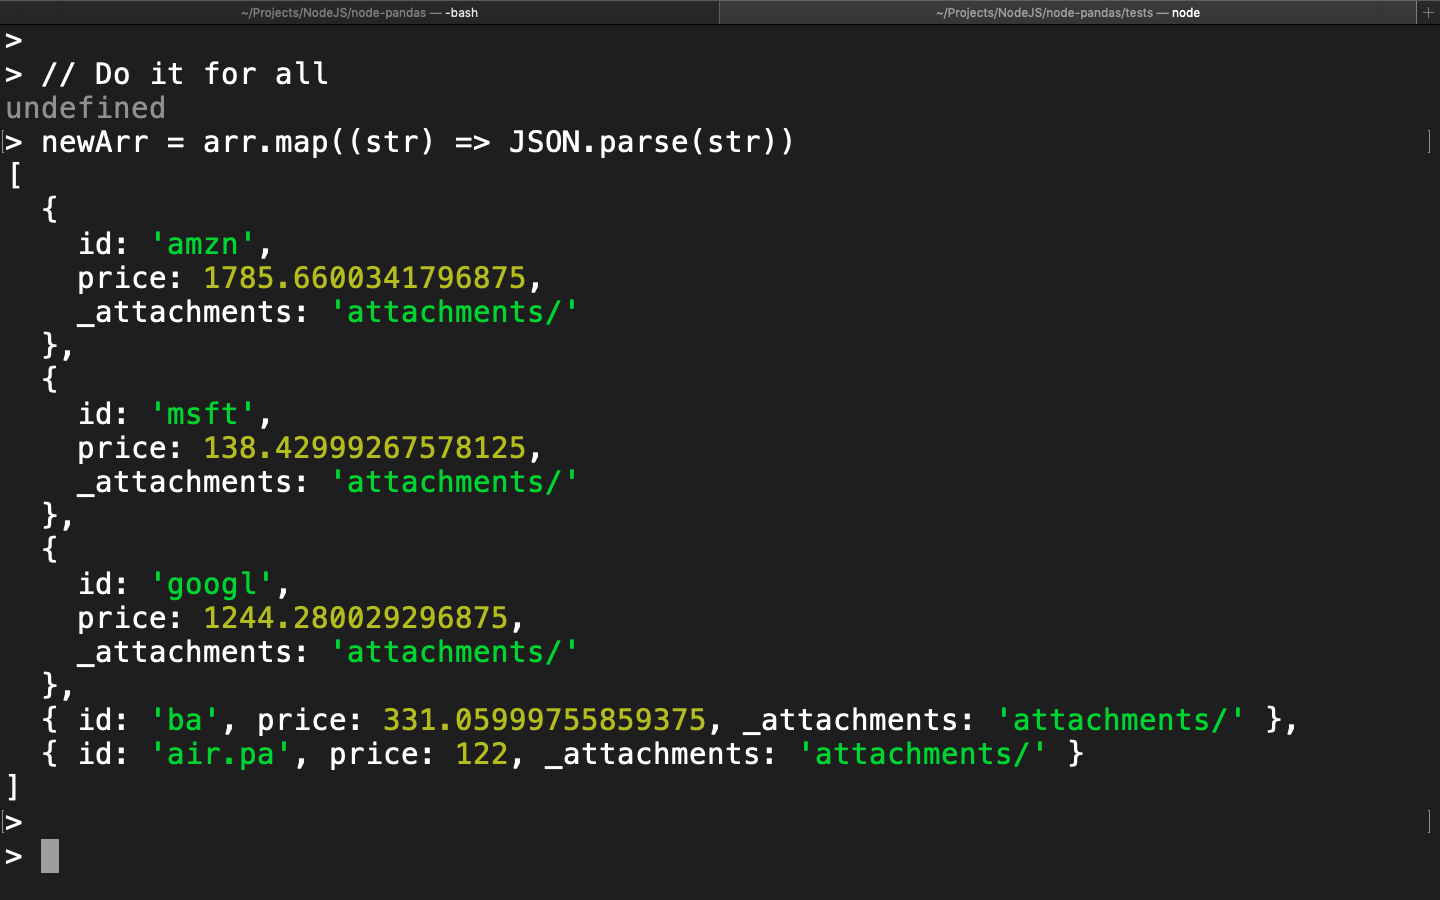 ~/Projects/NodeJS/node-pandas — -bash
~/Projects/NodeJS/node-pandas/tests — node
+
>
> // Do it for all
undefined
[> newArr = arr.map((str) => JSON.parse(str)) ]
[
  {
    id: 'amzn',
    price: 1785.6600341796875,
    _attachments: 'attachments/'
  },
  {
    id: 'msft',
    price: 138.42999267578125,
    _attachments: 'attachments/'
  },
  {
    id: 'googl',
    price: 1244.280029296875,
    _attachments: 'attachments/'
  },
  { id: 'ba', price: 331.05999755859375, _attachments: 'attachments/' },
  { id: 'air.pa', price: 122, _attachments: 'attachments/' }
]
[> ]
>